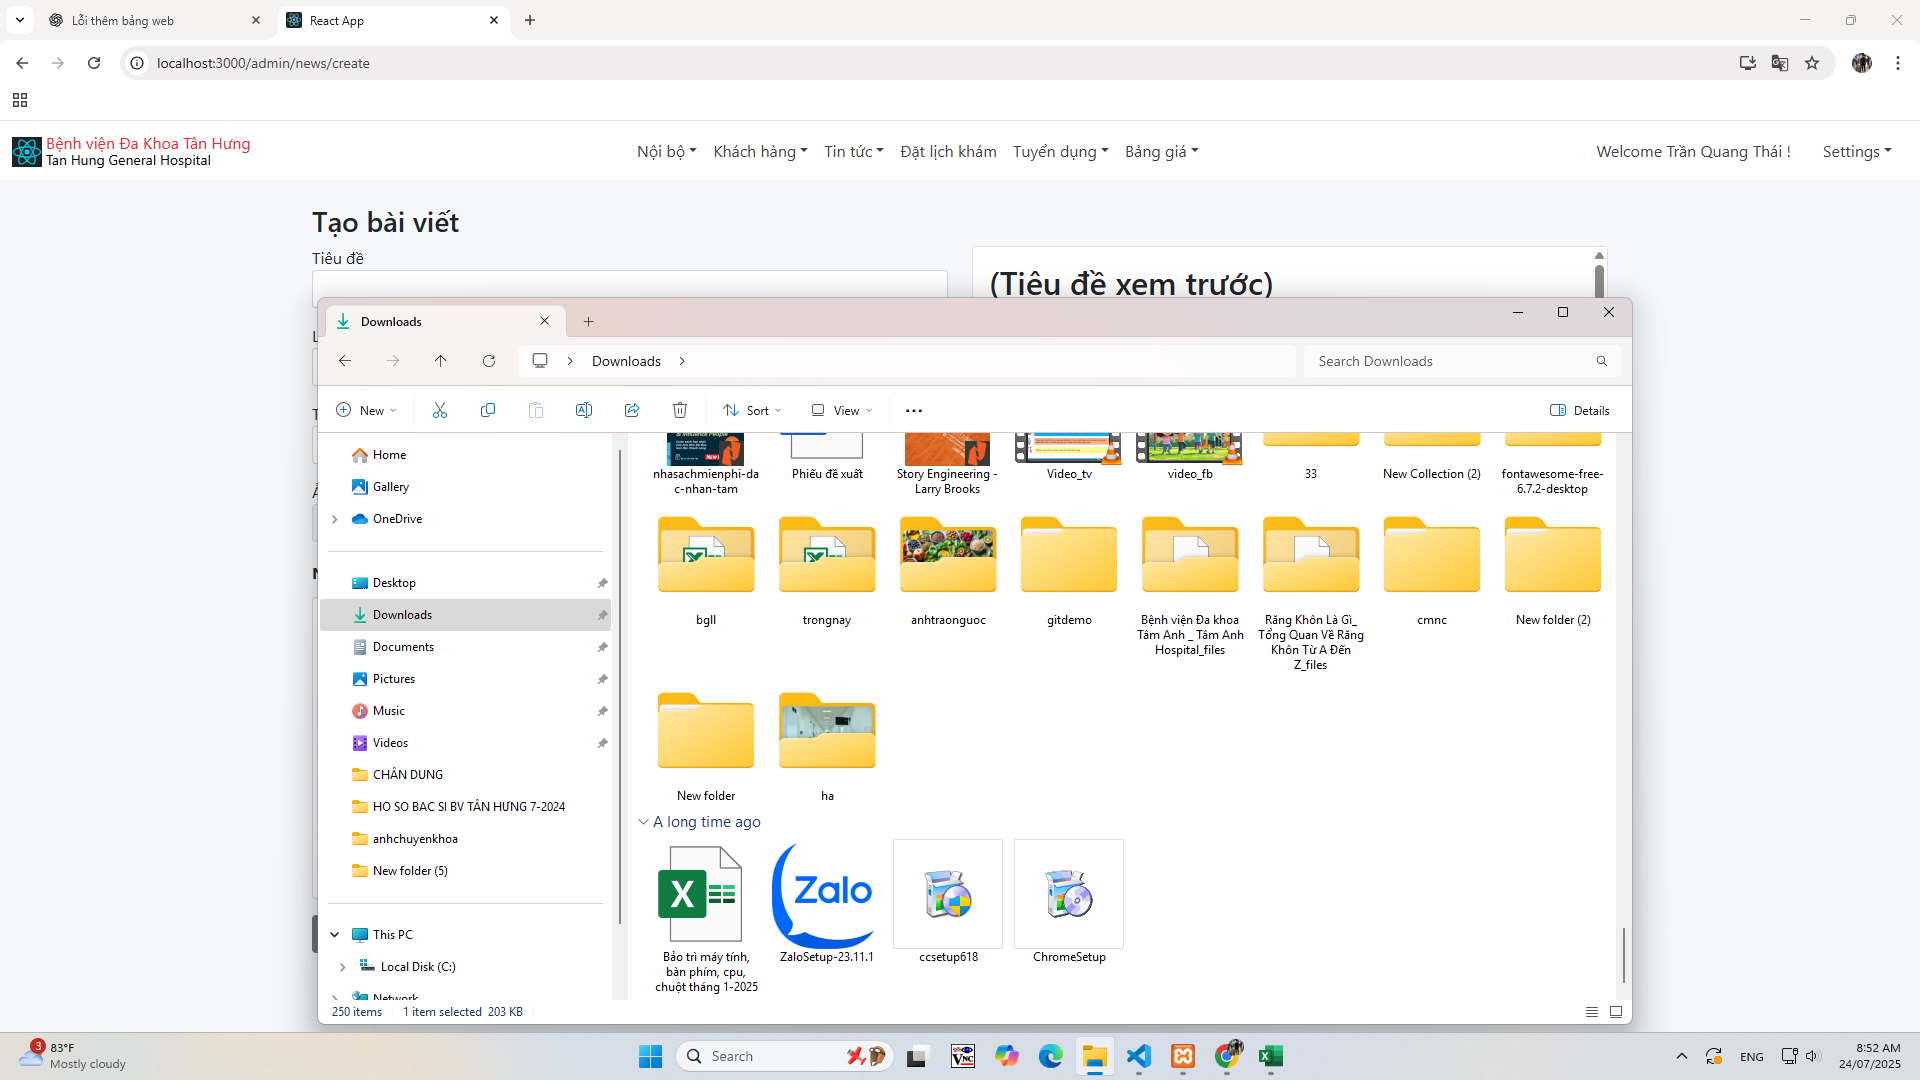 Lỗi thêm bảng web
React App
localhost:3000/admin/news/create
Bệnh viện Đa Khoa Tân Hưng
Tan Hung General Hospital
Nội bộ
Khách hàng
Tin tức
Đặt lịch khám
Tuyển dụng
Bảng giá
Welcome Trần Quang Thái !
Settings
Tạo bài viết
Tiêu đề
(Tiêu đề xem trước)
Downloads
Downloads
Search Downloads
New
Sort
View
Details
Home
Gallery
OneDrive
Desktop
Downloads
Documents
Pictures
Music
Videos
CHÂN DUNG
HO SO BAC SI BV TÂN HƯNG 7-2024
anhchuyenkhoa
New folder (5)
This PC
Local Disk (C:)
Network
nhasachmienphi-da
c-nhan-tam
Phiếu đề xuất
Story Engineering -
Larry Brooks
Video_tv
video_fb
33
New Collection (2)
fontawesome-free-
6.7.2-desktop
bgll
trongnay
anhtraonguoc
gitdemo
Bệnh viện Đa khoa
Tâm Anh _ Tâm Anh
Hospital_files
Răng Khôn Là Gì_
Tổng Quan Về Răng
Khôn Từ A Đến
Z_files
cmnc
New folder (2)
New folder
ha
A long time ago
Zalo
Bảo trì máy tính,
bàn phím, cpu,
chuột tháng 1-2025
ZaloSetup-23.11.1
ccsetup618
ChromeSetup
250 items
1 item selected 203 KB
3
83°F
Mostly cloudy
Search
VNC
ENG
8:52 AM
24/07/2025